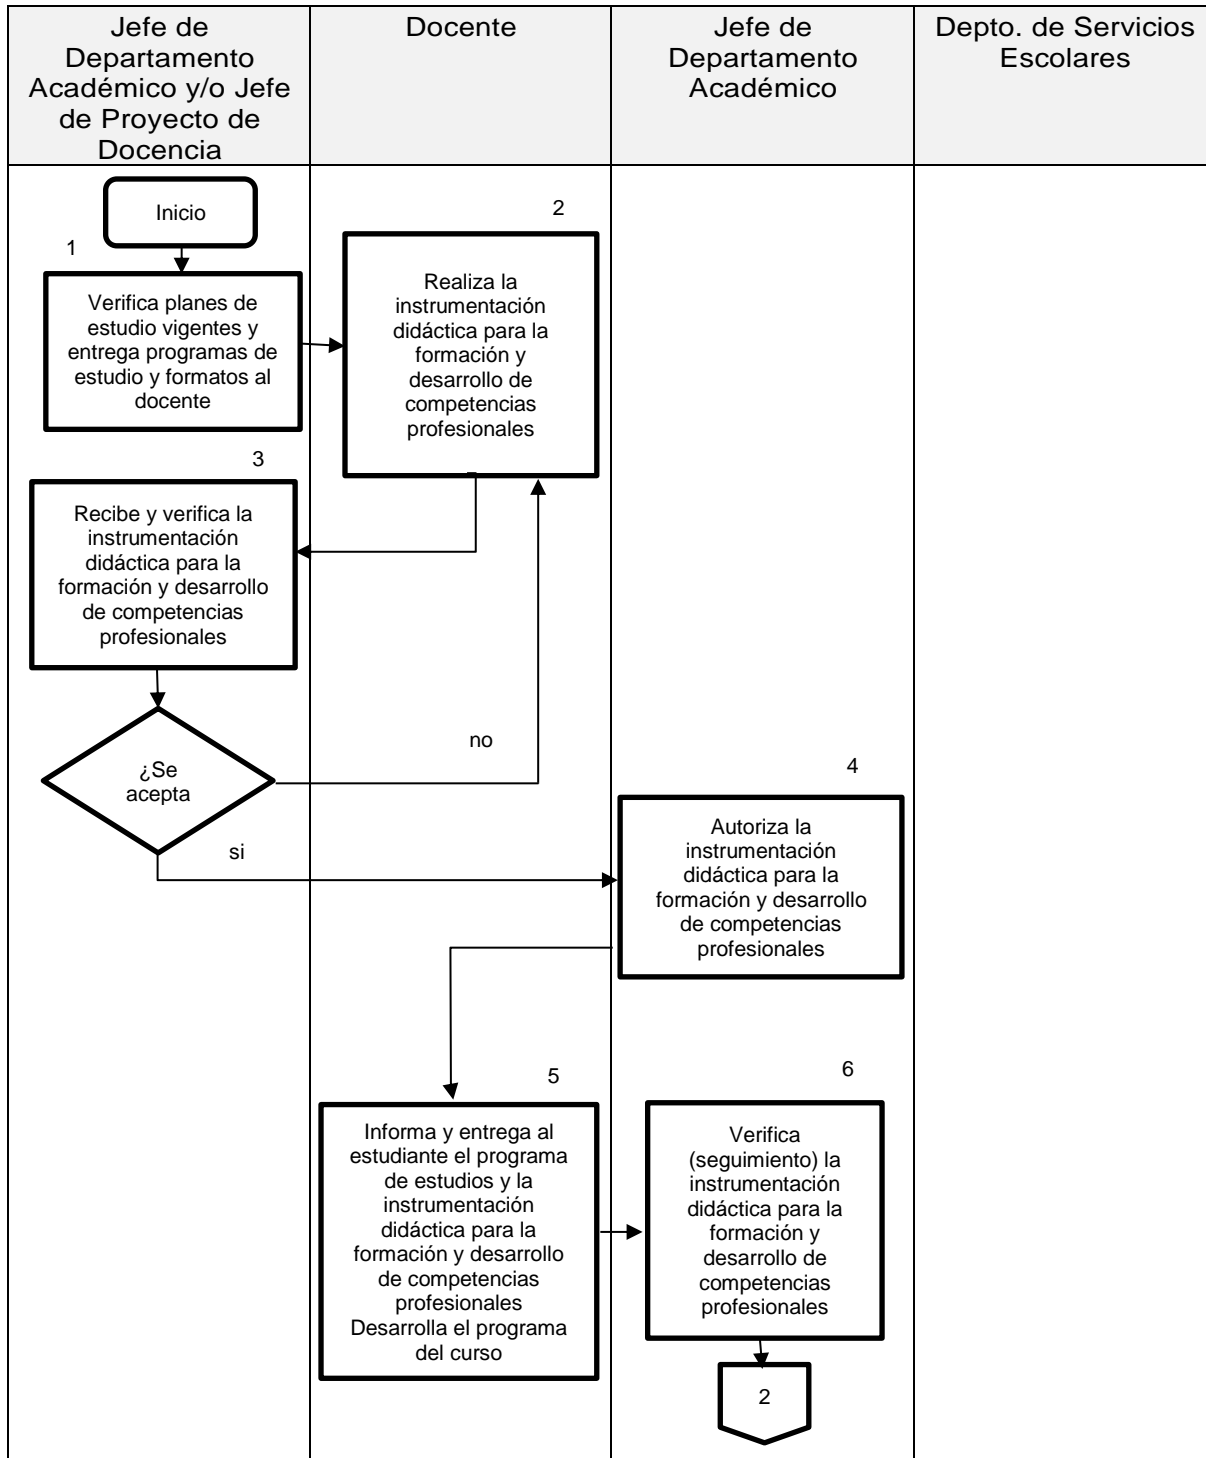 Jefe de
Departamento
Académico y/o Jefe
de Proyecto de
Docencia
Docente
Jefe de
Departamento
Académico
Depto. de Servicios
Escolares
Inicio
1
Verifica planes de
estudio vigentes y
entrega programas de
estudio y formatos al
docente
2
Realiza la
instrumentación
didáctica para la
formación y
desarrollo de
competencias
profesionales
3
Recibe y verifica la
instrumentación
didáctica para la
formación y desarrollo
de competencias
profesionales
¿Se
acepta
no
si
4
Autoriza la
instrumentación
didáctica para la
formación y desarrollo
de competencias
profesionales
5
Informa y entrega al
estudiante el programa
de estudios y la
instrumentación
didáctica para la
formación y desarrollo
de competencias
profesionales
Desarrolla el programa
del curso
6
Verifica
(seguimiento) la
instrumentación
didáctica para la
formación y
desarrollo de
competencias
profesionales
2